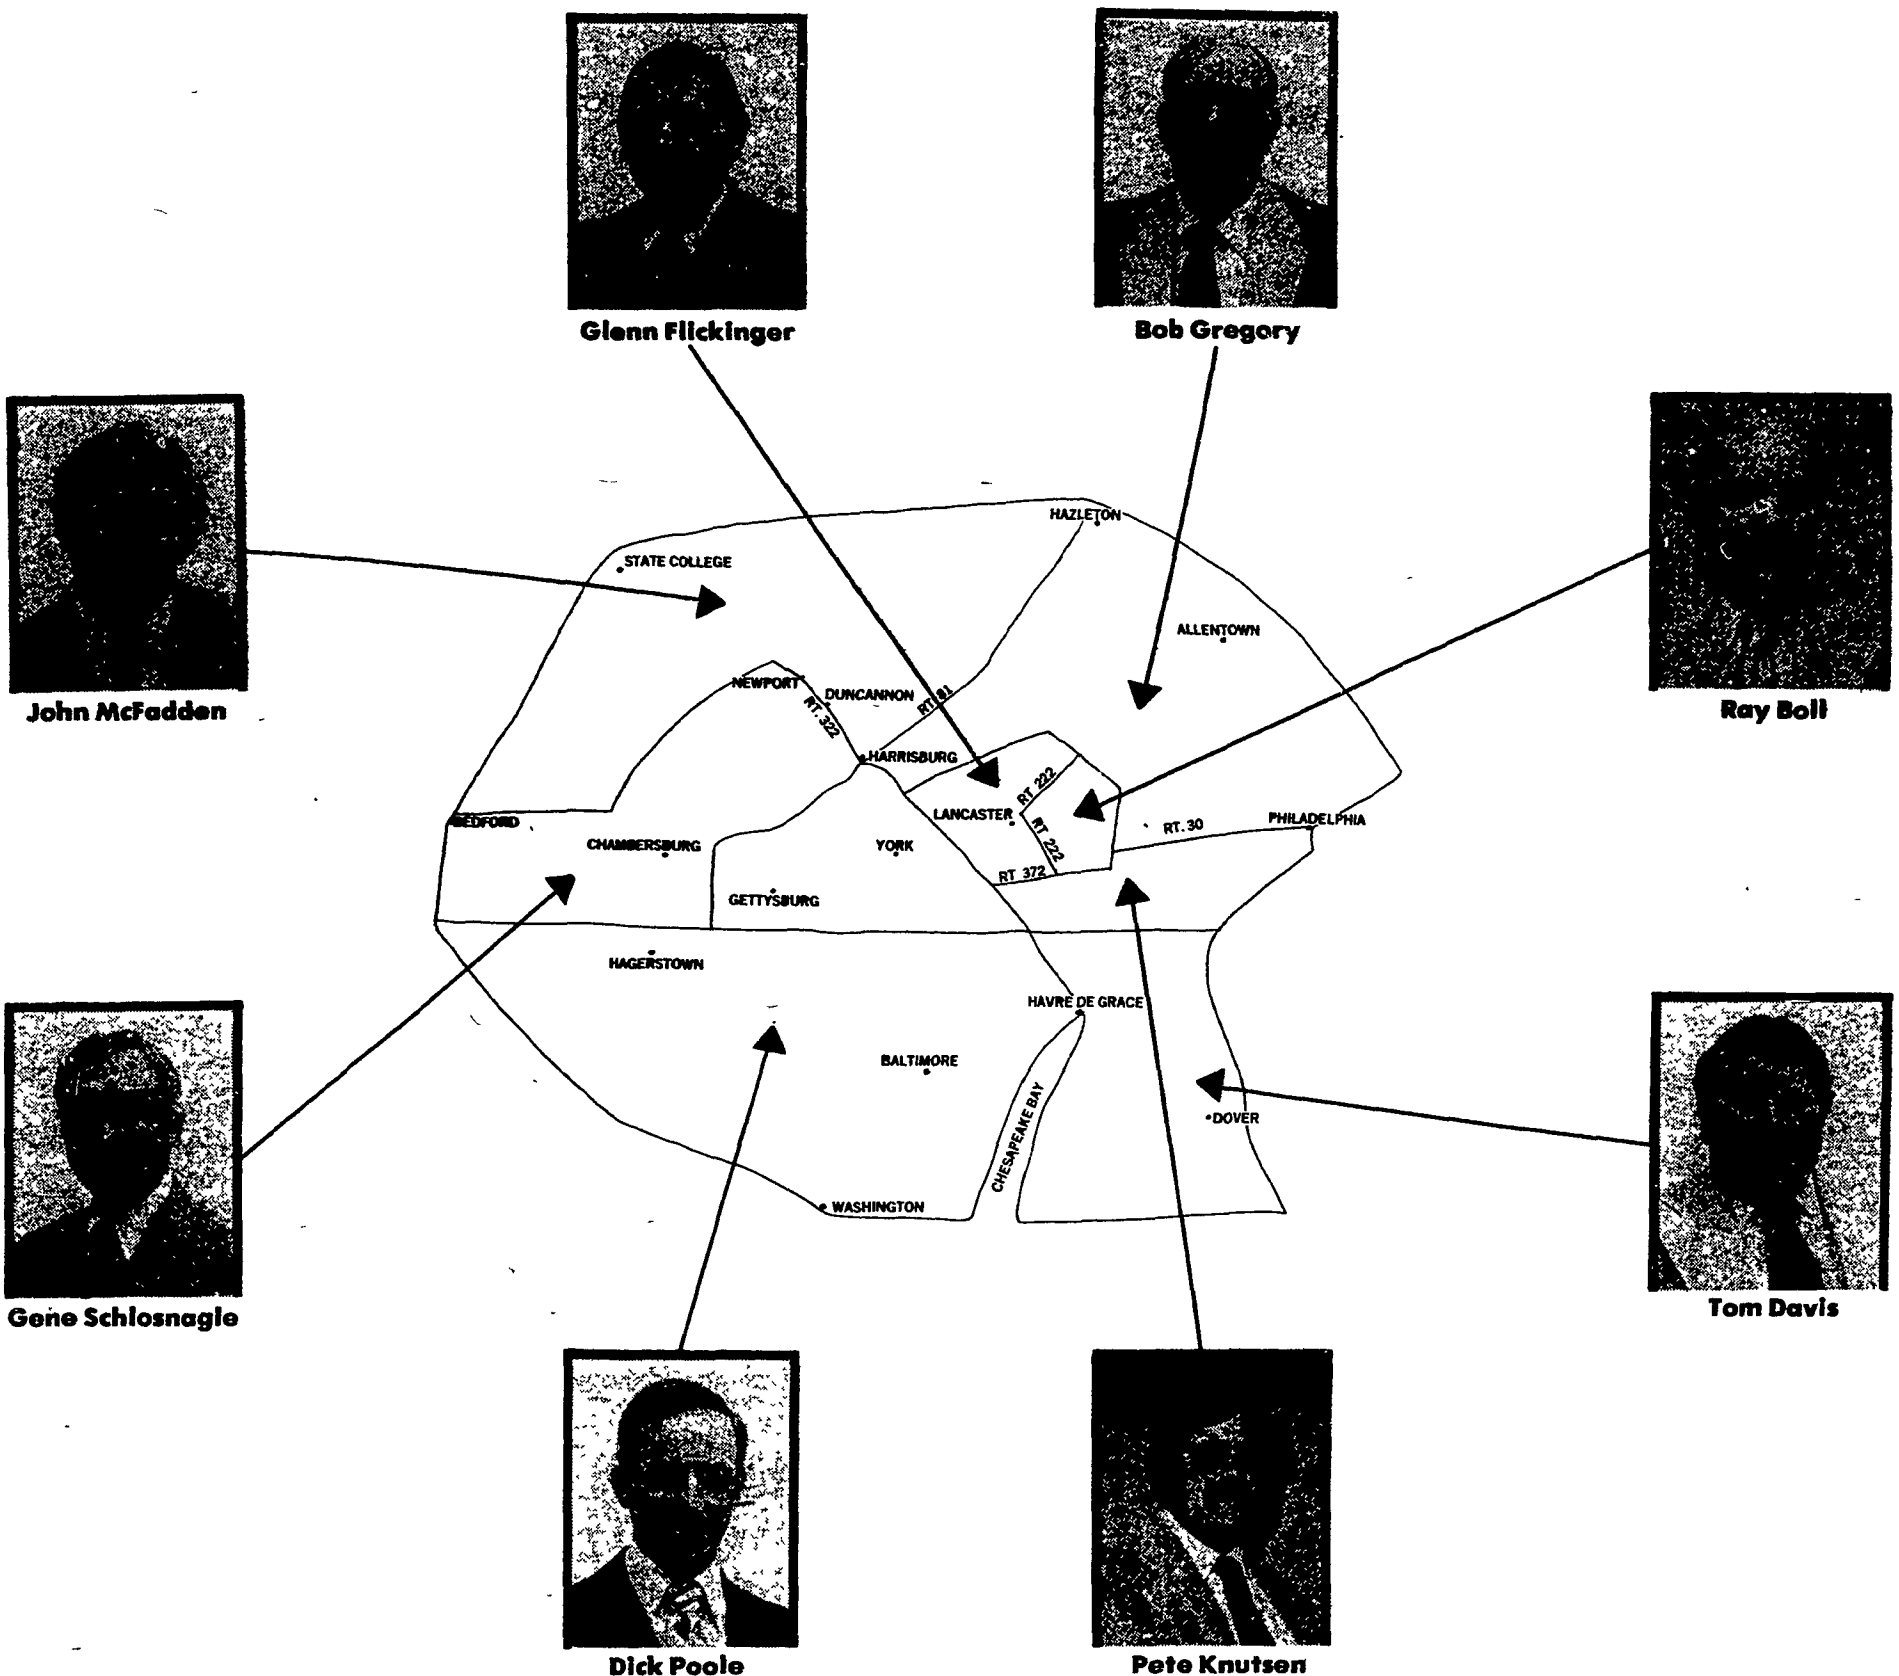 Glenn Flickinger
Bob Gregory
John McFadden
Ray Boll
HAZLETON
STATE COLLEGE
ALLENTOWN
NEWPORT
DUNCANNON
RT. 322
RT. 81
HARRISBURG
RT 222
LANCASTER
RT 222
RT. 30
PHILADELPHIA
BEDFORD
CHAMBERSBURG
YORK
RT 372
GETTYSBURG
HAGERSTOWN
HAVRE DE GRACE
BALTIMORE
CHESAPEAKE BAY
DOVER
WASHINGTON
Gene Schlosnagle
Tom Davis
Dick Poole
Pete Knutsen